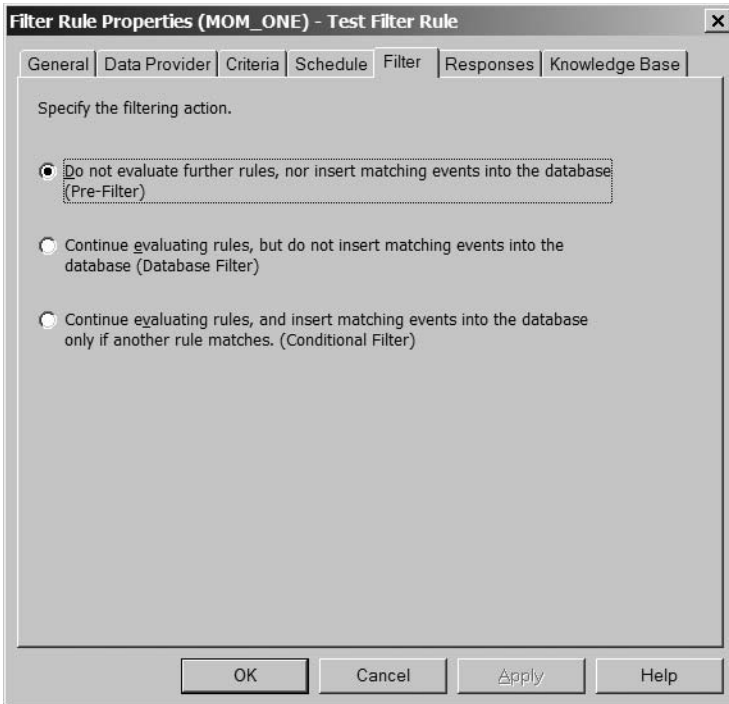 Filter Rule Properties (MOM_ONE) - Test Filter Rule
General Data Provider Criteria Schedule Filter Responses Knowledge Base
Specify the filtering action.
Do not evaluate further rules, nor insert matching events into the database
(Pre-Filter)
Continue evaluating rules, but do not insert matching events into the
database (Database Filter)
Continue evaluating rules, and insert matching events into the database
only if another rule matches. (Conditional Filter)
OK Cancel Apply Help